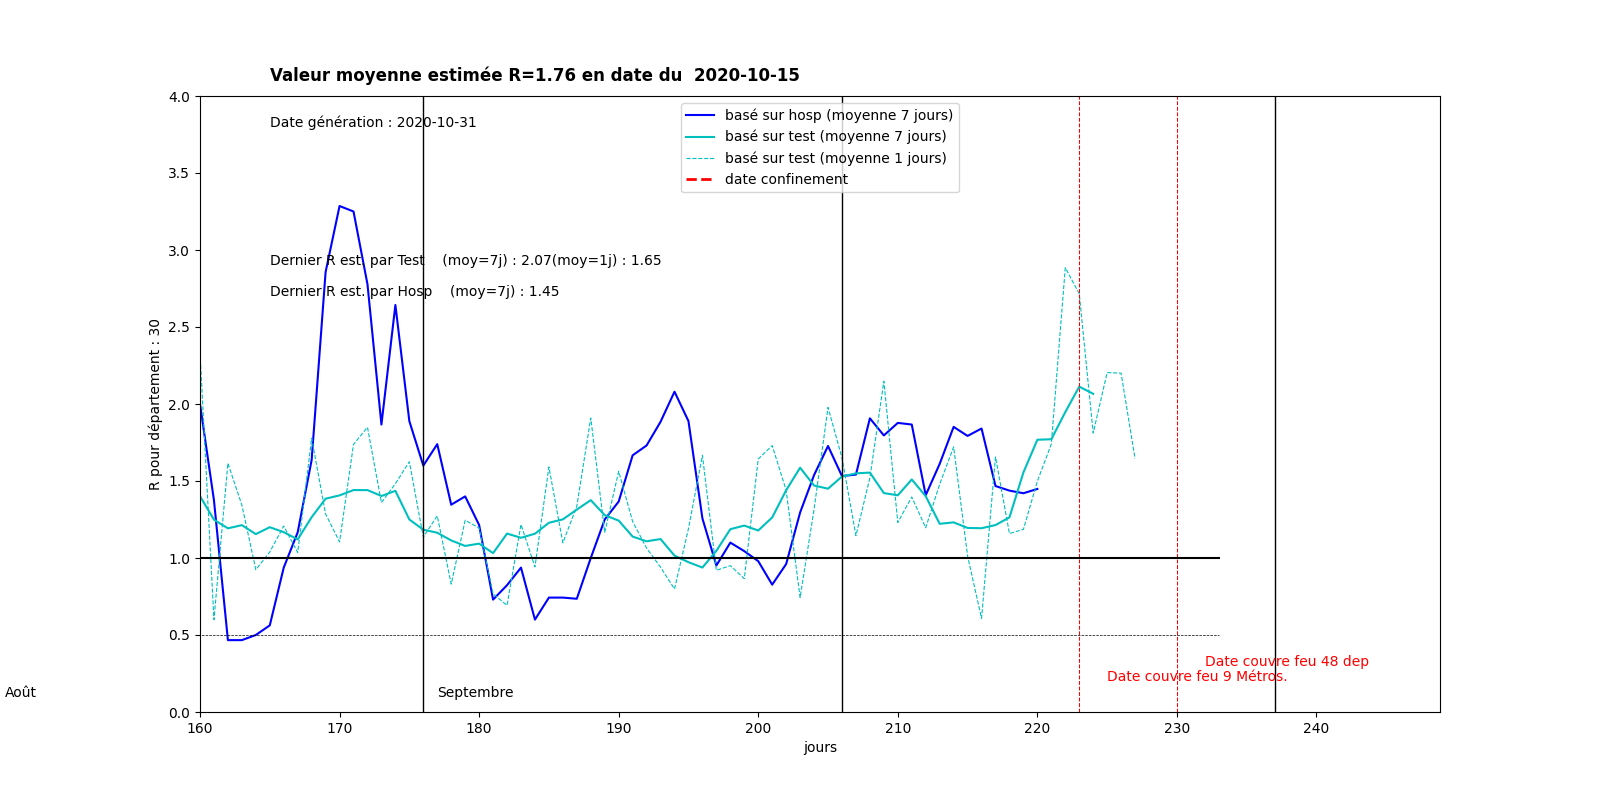 Valeur moyenne estimée R=1.76 en date du  2020-10-15
4.0
Date génération : 2020-10-31
basé sur hosp (moyenne 7 jours)
basé sur test (moyenne 7 jours)
basé sur test (moyenne 1 jours)
date confinement
3.5
3.0
Dernier R est. par Test    (moy=7j) : 2.07(moy=1j) : 1.65
Dernier R est. par Hosp    (moy=7j) : 1.45
2.5
2.0
1.5
1.0
0.5
0.0
R pour département : 30
Date couvre feu 48 dep
Date couvre feu 9 Métros.
Août
Septembre
160 170 180 190 200 210 220 230 240
jours